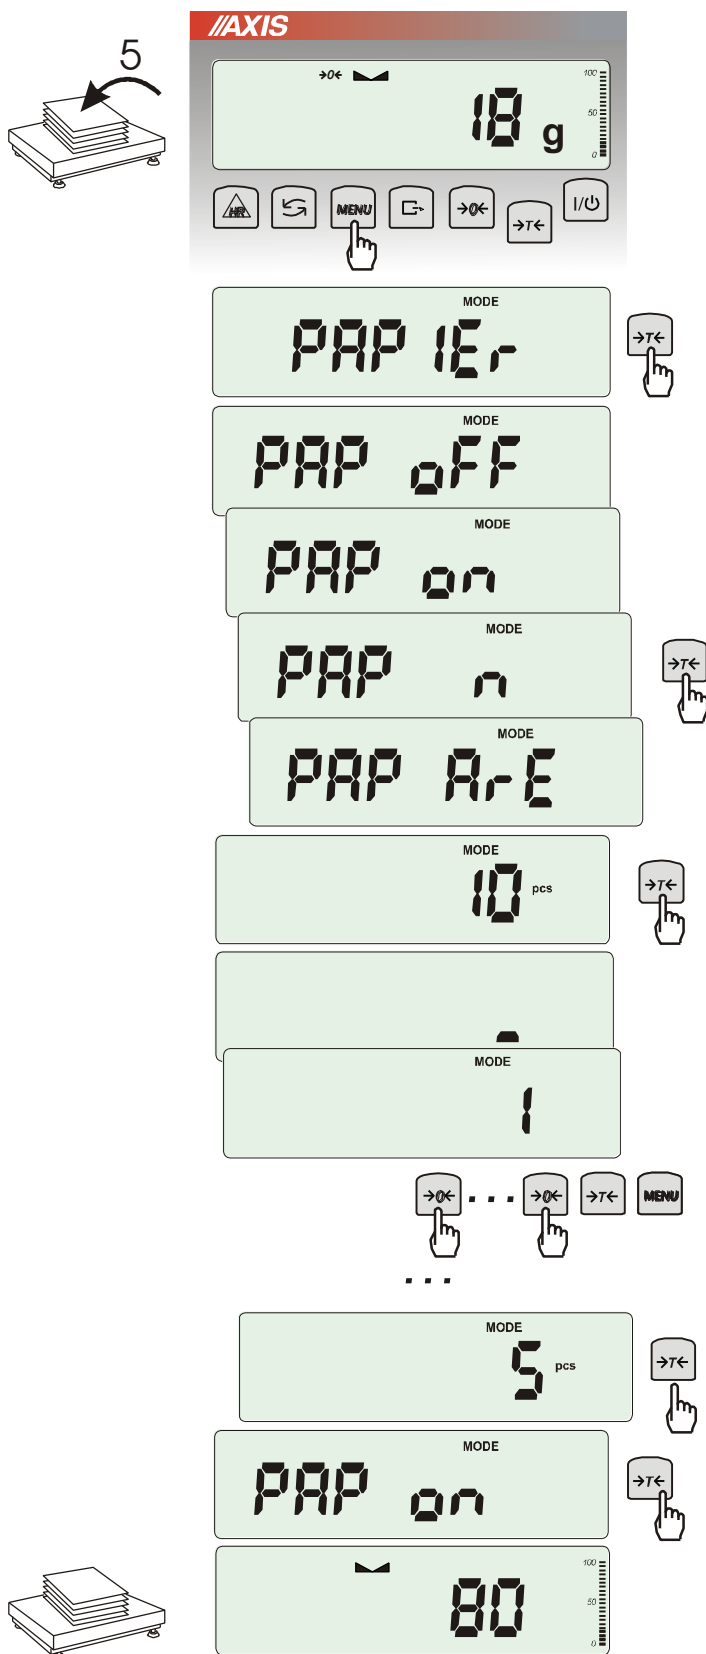 //AXIS
5
→0←
100
50
0
18 g
HR MENU →0← →T← I/
MODE
PAPIEr
→T←
MODE
PAP oFF
MODE
PAP on
MODE
PAP n
→T←
MODE
PAP ArE
MODE
10 pcs
→T←
-
MODE
1
→0← ... →0← →T← MENU
...
MODE
5 pcs
→T←
MODE
PAP on
→T←
100
50
0
80